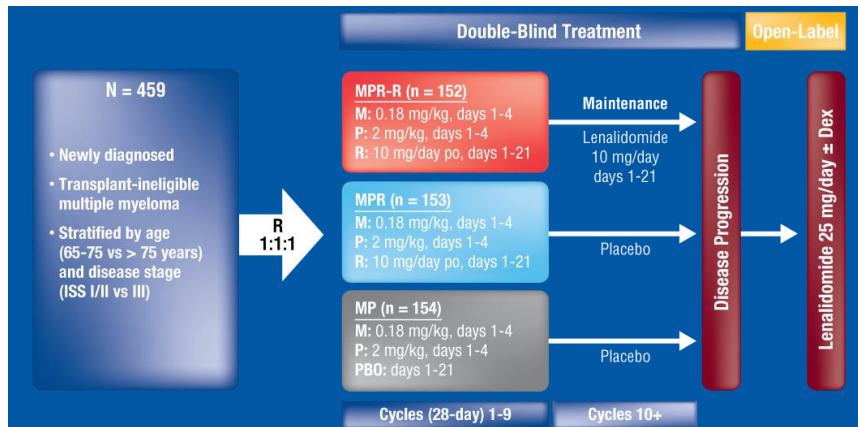 Double-Blind Treatment
Open-Label
N = 459
• Newly diagnosed
• Transplant-ineligible
multiple myeloma
• Stratified by age
(65-75 vs > 75 years)
and disease stage
(ISS I/II vs III)
R
1:1:1
MPR-R (n = 152)
M: 0.18 mg/kg, days 1-4
P: 2 mg/kg, days 1-4
R: 10 mg/day po, days 1-21
Maintenance
Lenalidomide
10 mg/day
days 1-21
MPR (n = 153)
M: 0.18 mg/kg, days 1-4
P: 2 mg/kg, days 1-4
R: 10 mg/day po, days 1-21
Placebo
MP (n = 154)
M: 0.18 mg/kg, days 1-4
P: 2 mg/kg, days 1-4
PBO: days 1-21
Placebo
Disease Progression
Lenalidomide 25 mg/day ± Dex
Cycles (28-day) 1-9
Cycles 10+